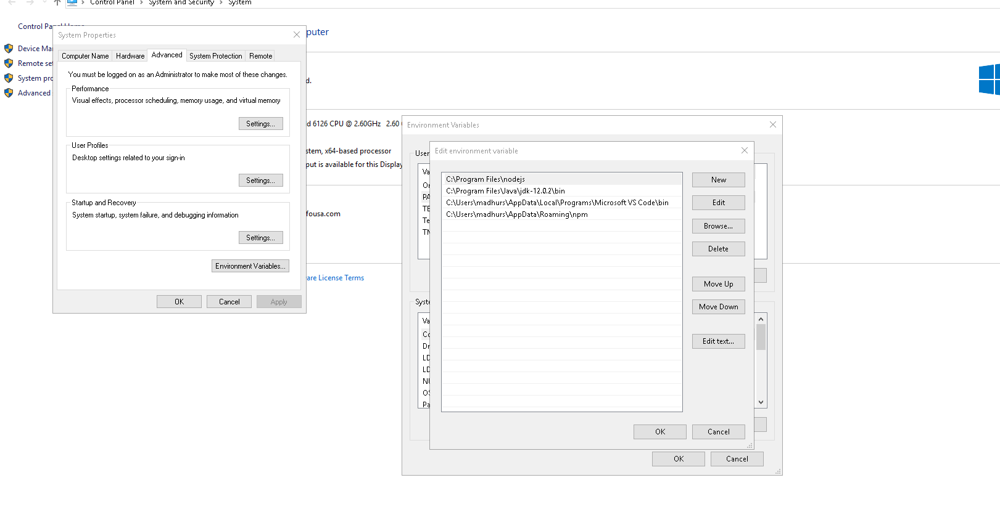 Control Panel > System and Security > System
Control Panel Home
System Properties
puter
Device Ma
Remote set
System pro
Advanced
Computer Name Hardware Advanced System Protection Remote
You must be logged on as an Administrator to make most of these changes.
d.
Performance
Visual effects, processor scheduling, memory usage, and virtual memory
Settings...
d 6126 CPU @ 2.60GHz 2.60
User Profiles
Desktop settings related to your sign-in
stem, x64-based processor
put is available for this Display
Settings...
Startup and Recovery
System startup, system failure, and debugging information
fousa.com
Settings...
Environment Variables...
are License Terms
OK Cancel Apply
Environment Variables
User
Va
Or
PA
TE
Te
Syste
Va
Co
Dr
LD
LD
NU
OS
Pa
Edit environment variable
C:\Program Files\nodejs
C:\Program Files\Java\jdk-12.0.2\bin
C:\Users\madhurs\AppData\Local\Programs\Microsoft VS Code\bin
C:\Users\madhurs\AppData\Roaming\npm
New
Edit
Browse...
Delete
Move Up
Move Down
Edit text...
OK Cancel
OK Cancel